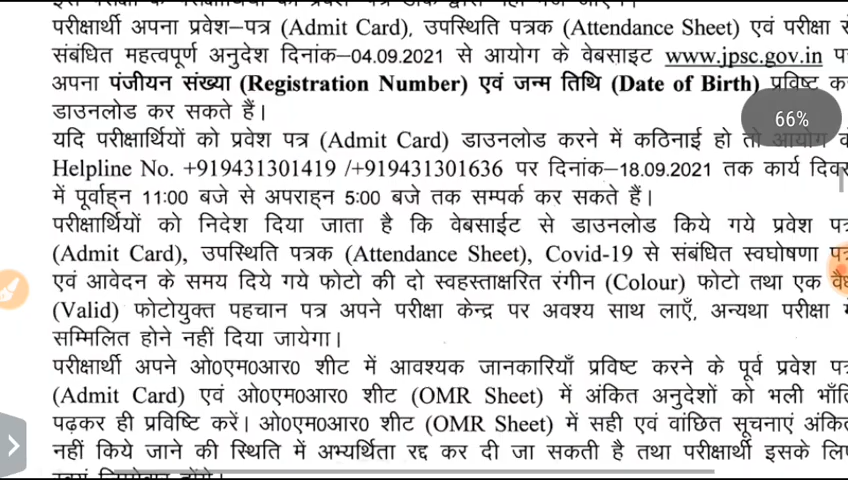 परीक्षार्थी अपना प्रवेश–पत्र (Admit Card), उपस्थिति पत्रक (Attendance Sheet) एवं परीक्षा से
संबंधित महत्वपूर्ण अनुदेश दिनांक–04.09.2021 से आयोग के वेबसाइट www.jpsc.gov.in
अपना पंजीयन संख्या (Registration Number) एवं जन्म तिथि (Date of Birth) प्रविष्ट
डाउनलोड कर सकते हैं।
66%
यदि परीक्षार्थियों को प्रवेश पत्र (Admit Card) डाउनलोड करने में कठिनाई हो तो आयोग
Helpline No. +919431301419 /+919431301636 पर दिनांक–18.09.2021 तक कार्य दिवस
में पूर्वाह्न 11:00 बजे से अपराह्न 5:00 बजे तक सम्पर्क कर सकते हैं।
परीक्षार्थियों को निदेश दिया जाता है कि वेबसाईट से डाउनलोड किये गये प्रवेश पत्र
(Admit Card), उपस्थिति पत्रक (Attendance Sheet), Covid-19 से संबंधित स्वघोषणा पत्र
एवं आवेदन के समय दिये गये फोटो की दो स्वहस्ताक्षरित रंगीन (Colour) फोटो तथा एक वैध
(Valid) फोटोयुक्त पहचान पत्र अपने परीक्षा केन्द्र पर अवश्य साथ लाएँ, अन्यथा परीक्षा
सम्मिलित होने नहीं दिया जायेगा।
परीक्षार्थी अपने ओ0एम0आर0 शीट में आवश्यक जानकारियाँ प्रविष्ट करने के पूर्व प्रवेश पत्र
(Admit Card) एवं ओ0एम0आर0 शीट (OMR Sheet) में अंकित अनुदेशों को भली भाँति
पढ़कर ही प्रविष्टि करें। ओ0एम0आर0 शीट (OMR Sheet) में सही एवं वांछित सूचनाएं अंकित
नहीं किये जाने की स्थिति में अभ्यर्थिता रद्द कर दी जा सकती है तथा परीक्षार्थी इसके लिए